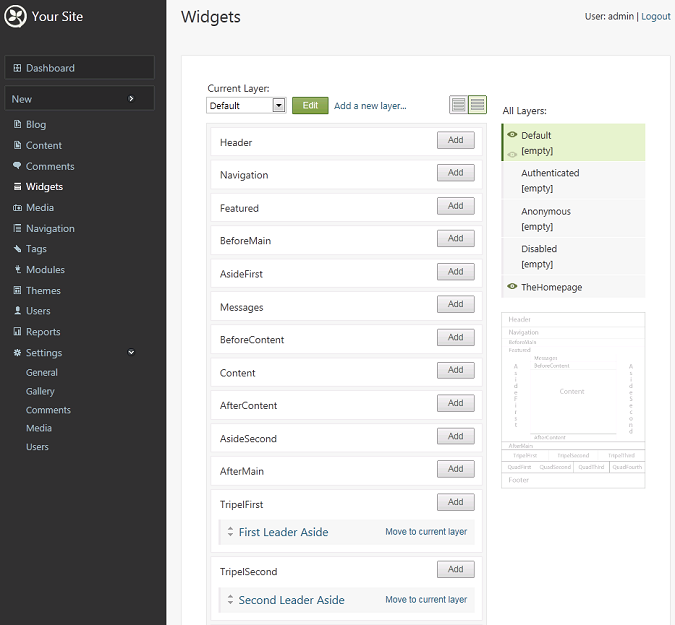 Your Site
Dashboard
New
Blog
Content
Comments
Widgets
Media
Navigation
Tags
Modules
Themes
Users
Reports
Settings
General
Gallery
Comments
Media
Users
Widgets
User: admin | Logout
Current Layer:
Default
Edit
Add a new layer...
Header
Add
Navigation
Add
Featured
Add
BeforeMain
Add
AsideFirst
Add
Messages
Add
BeforeContent
Add
Content
Add
AfterContent
Add
AsideSecond
Add
AfterMain
Add
TripelFirst
Add
First Leader Aside
Move to current layer
TripelSecond
Add
Second Leader Aside
Move to current layer
All Layers:
Default
[empty]
Authenticated
[empty]
Anonymous
[empty]
Disabled
[empty]
TheHomepage
Header
Navigation
BeforeMain
Featured
Messages
BeforeContent
AsideFirst
Content
AsideSecond
AfterContent
AfterMain
TripelFirst TripelSecond TripelThird
QuadFirst QuadSecond QuadThird QuadFourth
Footer